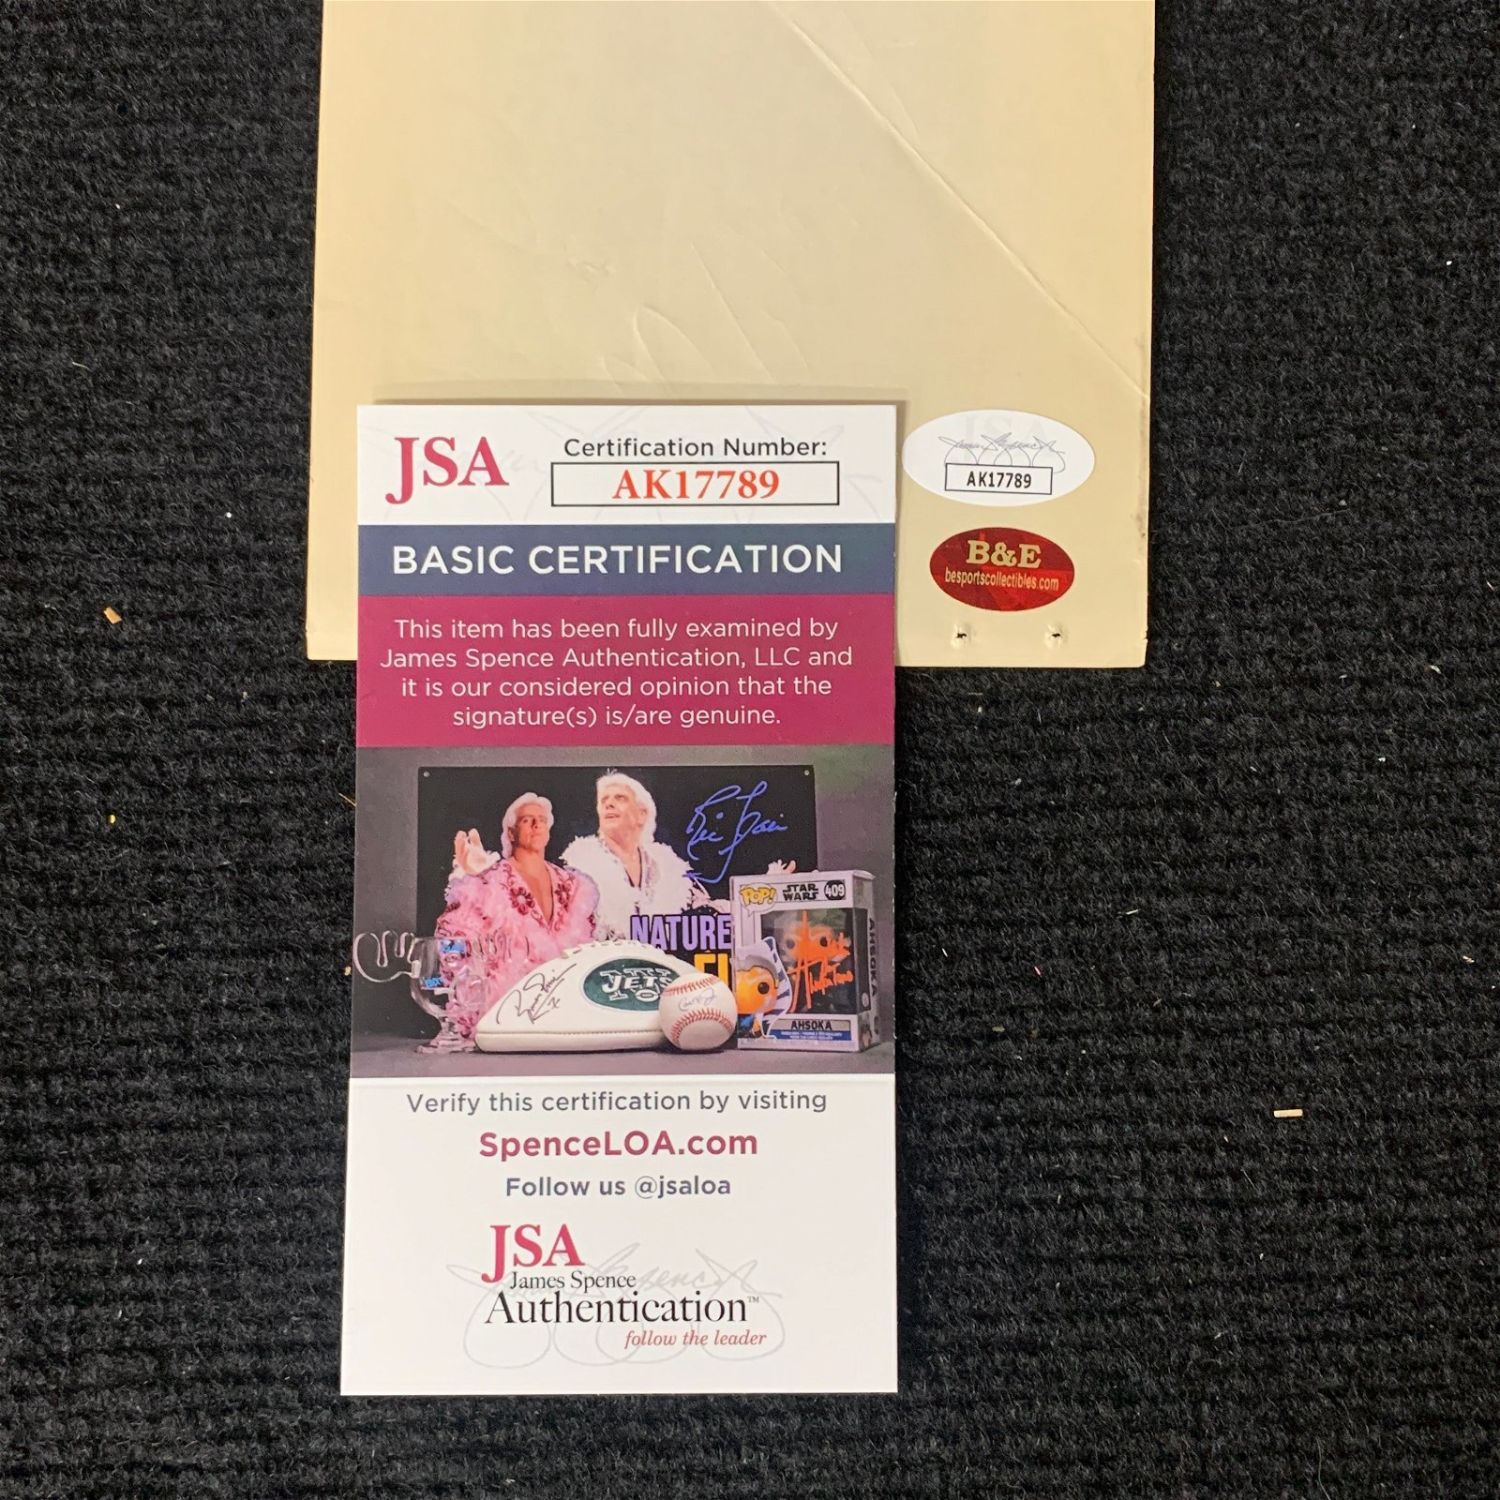 JSA
Certification Number:
AK17789
BASIC CERTIFICATION
This item has been fully examined by
James Spence Authentication, LLC and
it is our considered opinion that the
signature(s) is/are genuine.
NATURE
POP!
STAR
WARS
409
JETS
AHSOKA
AHSOKA
Verify this certification by visiting
SpenceLOA.com
Follow us @jsaloa
JSA
James Spence
Authentication™
follow the leader
AK17789
B&E
besportscollectibles.com